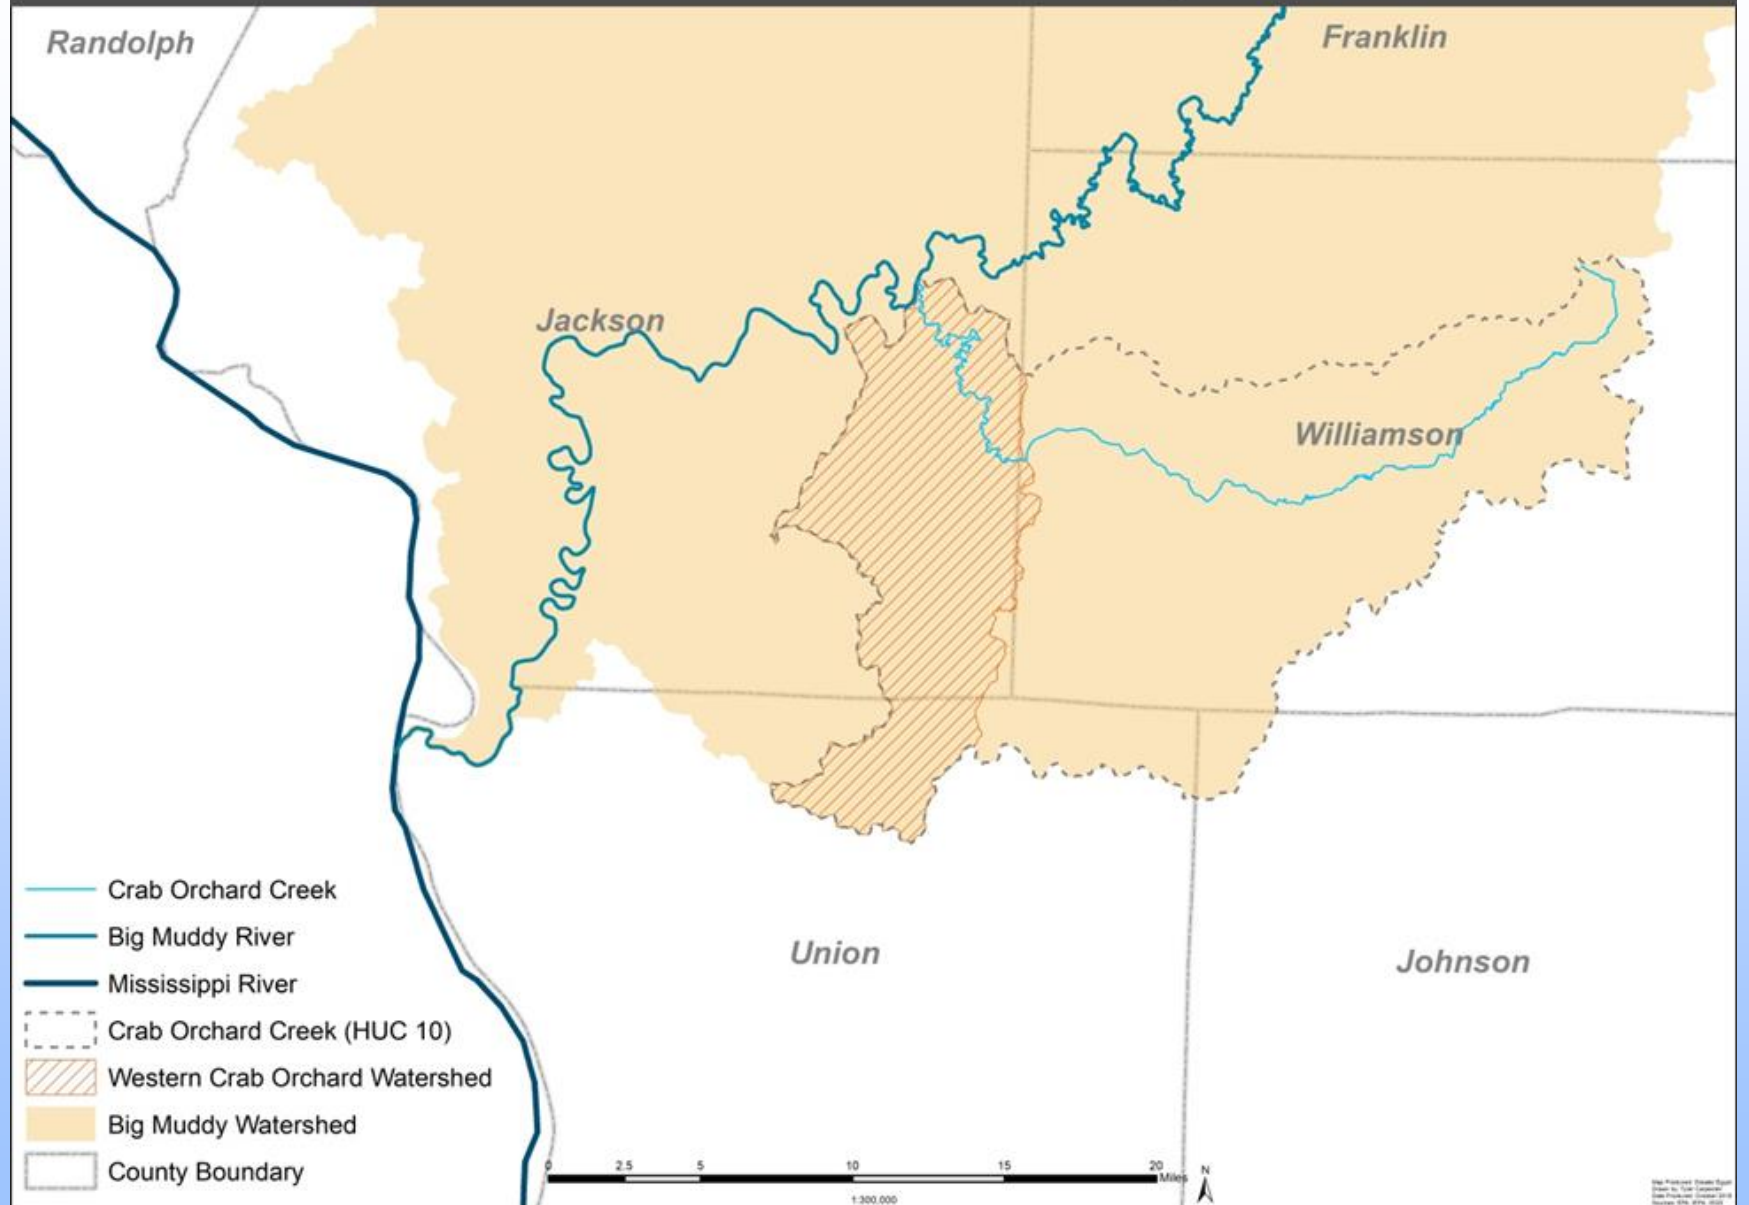 Randolph
Franklin
Jackson
Williamson
Union
Johnson
Crab Orchard Creek
Big Muddy River
Mississippi River
Crab Orchard Creek (HUC 10)
Western Crab Orchard Watershed
Big Muddy Watershed
County Boundary
0 2.5 5 10 15 20
Miles
1:300,000
N